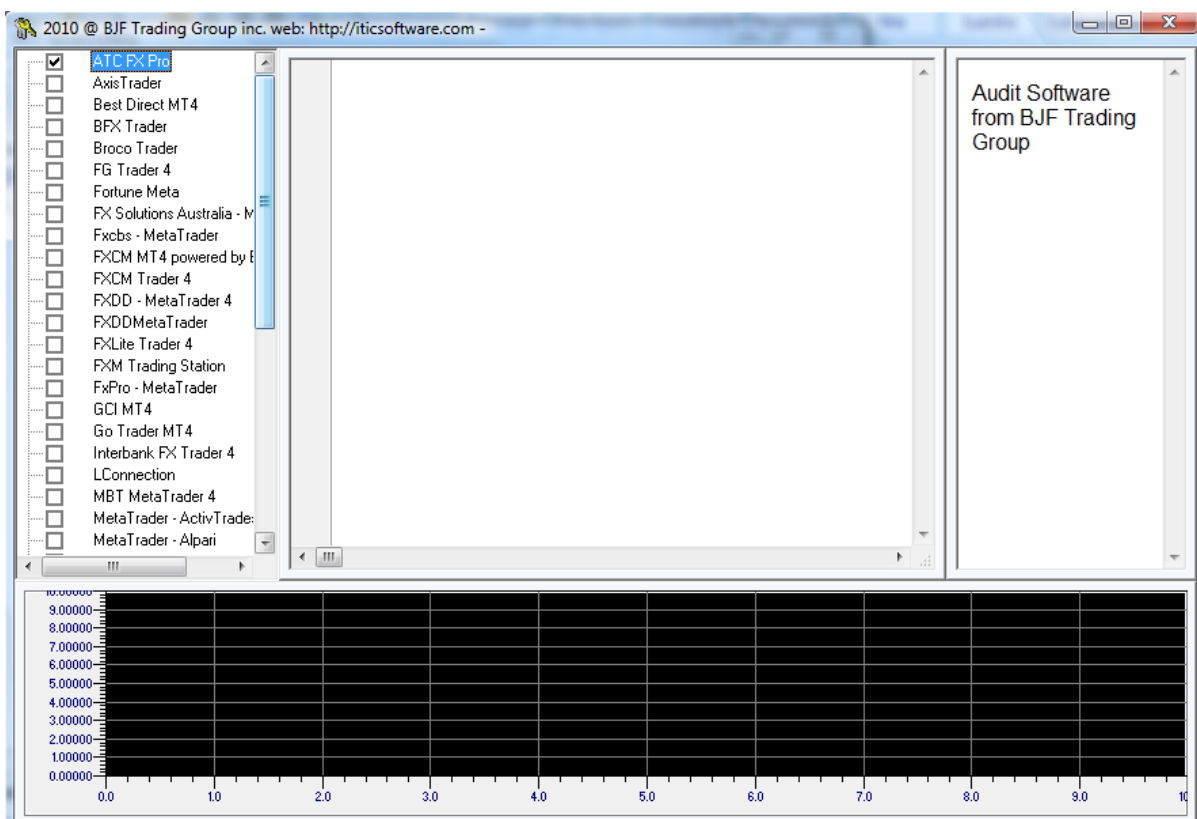 2010 @ BJF Trading Group inc. web: http://iticsoftware.com -
ATC FX Pro
AxisTrader
Best Direct MT4
BFX Trader
Broco Trader
FG Trader 4
Fortune Meta
FX Solutions Australia - M
Fxcbs - MetaTrader
FXCM MT4 powered by
FXCM Trader 4
FXDD - MetaTrader 4
FXDDMetaTrader
FXLite Trader 4
FXM Trading Station
FxPro - MetaTrader
GCI MT4
Go Trader MT4
Interbank FX Trader 4
LConnection
MBT MetaTrader 4
MetaTrader - ActivTrade
MetaTrader - Alpari
Audit Software
from BJF Trading
Group
10.00000
9.00000
8.00000
7.00000
6.00000
5.00000
4.00000
3.00000
2.00000
1.00000
0.00000
0.0 1.0 2.0 3.0 4.0 5.0 6.0 7.0 8.0 9.0 10